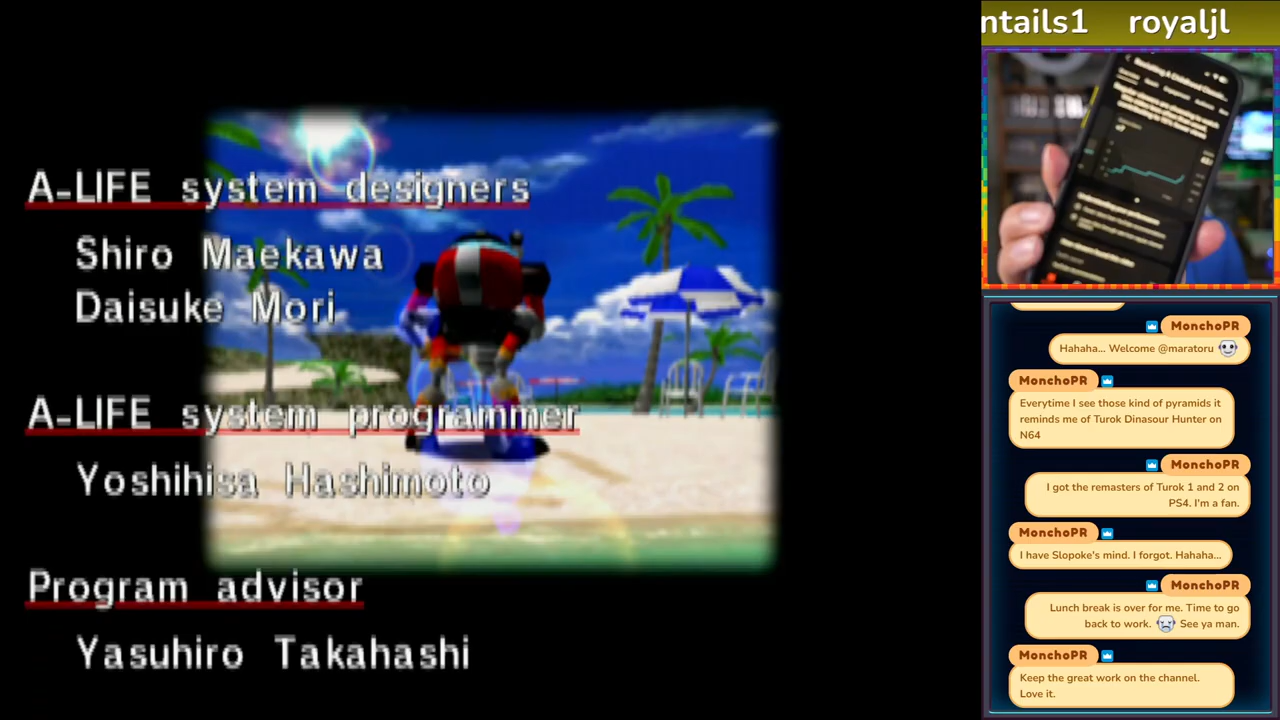 ntails1 royaljl
A-LIFE system designers
Shiro Maekawa
Daisuke Mori
A-LIFE system programmer
Yoshihisa Hashimoto
Program advisor
Yasuhiro Takahashi
MonchoPR
Hahaha... Welcome @maratoru
MonchoPR
Everytime I see those kind of pyramids it
reminds me of Turok Dinasour Hunter on
N64
MonchoPR
I got the remasters of Turok 1 and 2 on
PS4. I'm a fan.
MonchoPR
I have Slopoke's mind. I forgot. Hahaha...
MonchoPR
Lunch break is over for me. Time to go
back to work. See ya man.
MonchoPR
Keep the great work on the channel.
Love it.